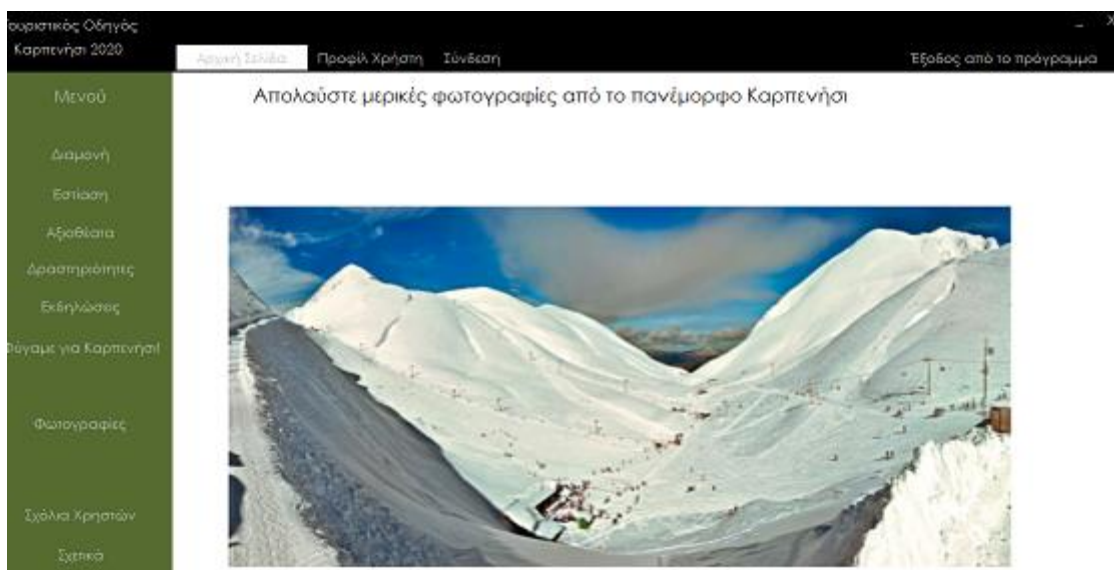 ουριστικός Οδηγός
Καρπενήσι 2020
Αρχική Σελίδα Προφίλ Χρήστη Σύνδεση Έξοδος από το πρόγραμμα
Μενού
Απολαύστε μερικές φωτογραφίες από το πανέμορφο Καρπενήσι
Διαμονή
Εστίαση
Αξιοθέατα
Δραστηριότητες
Εκδηλώσεις
Φύγαμε για Καρπενήσι!
Φωτογραφίες
Σχόλια Χρηστών
Σχετικά